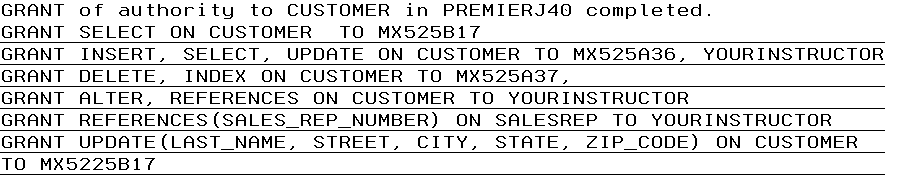 GRANT of authority to CUSTOMER in PREMIERJ40 completed.
GRANT SELECT ON CUSTOMER  TO MX525B17
GRANT INSERT, SELECT, UPDATE ON CUSTOMER TO MX525A36, YOURINSTRUCTOR
GRANT DELETE, INDEX ON CUSTOMER TO MX525A37,
GRANT ALTER, REFERENCES ON CUSTOMER TO YOURINSTRUCTOR
GRANT REFERENCES(SALES_REP_NUMBER) ON SALESREP TO YOURINSTRUCTOR
GRANT UPDATE(LAST_NAME, STREET, CITY, STATE, ZIP_CODE) ON CUSTOMER
TO MX5225B17